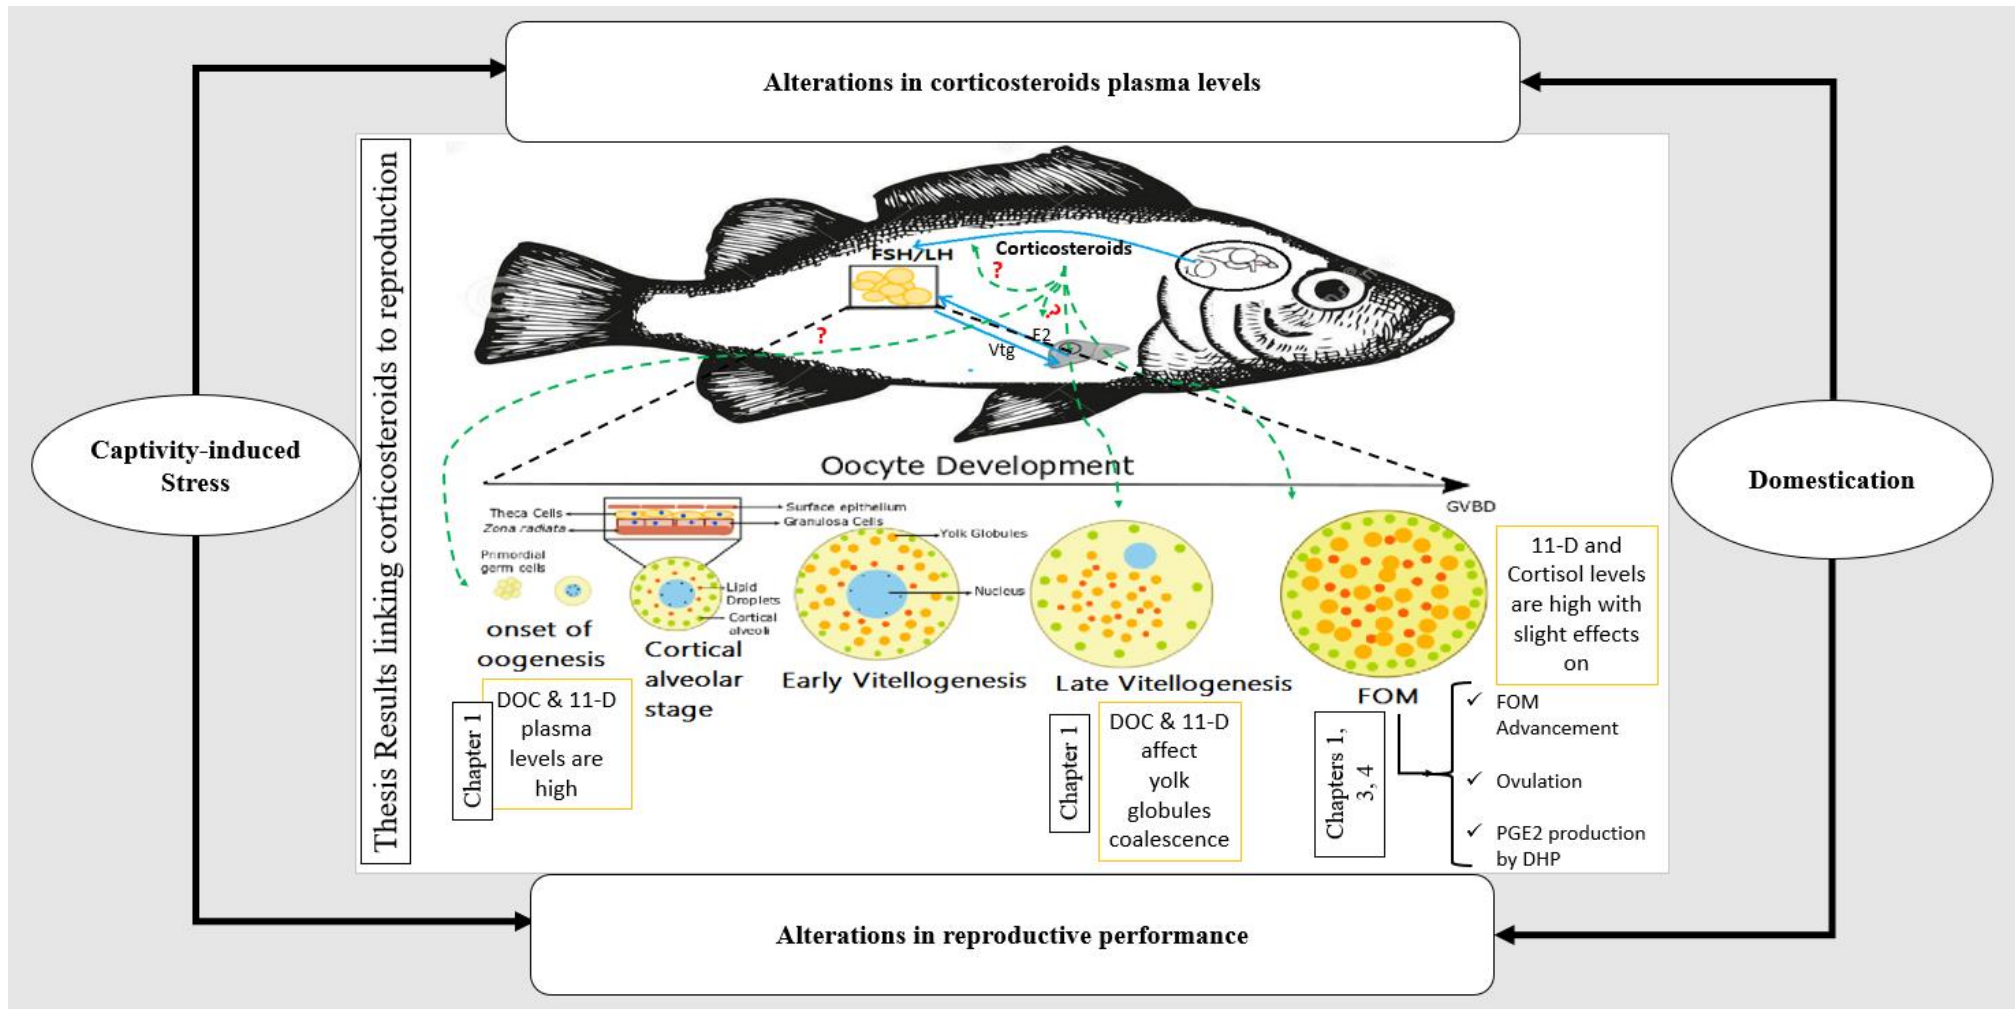 Alterations in corticosteroids plasma levels
Thesis Results linking corticosteroids to reproduction
Captivity-induced
Stress
Domestication
FSH/LH
Corticosteroids
?
?
?
E2
Vtg
Oocyte Development
GVBD
Theca Cells
Zona radiata
Surface epithelium
Granulosa Cells
Primordial
germ cells
Lipid
Droplets
Cortical
alveoli
Yolk Globules
Nucleus
onset of
oogenesis
Cortical
alveolar
stage
Early Vitellogenesis
Late Vitellogenesis
FOM
11-D and
Cortisol levels
are high with
slight effects
on
Chapter 1
DOC & 11-D
plasma
levels are
high
Chapter 1
DOC & 11-D
affect
yolk
globules
coalescence
Chapters 1,
3, 4
✓ FOM
Advancement
✓ Ovulation
✓ PGE2 production
by DHP
Alterations in reproductive performance